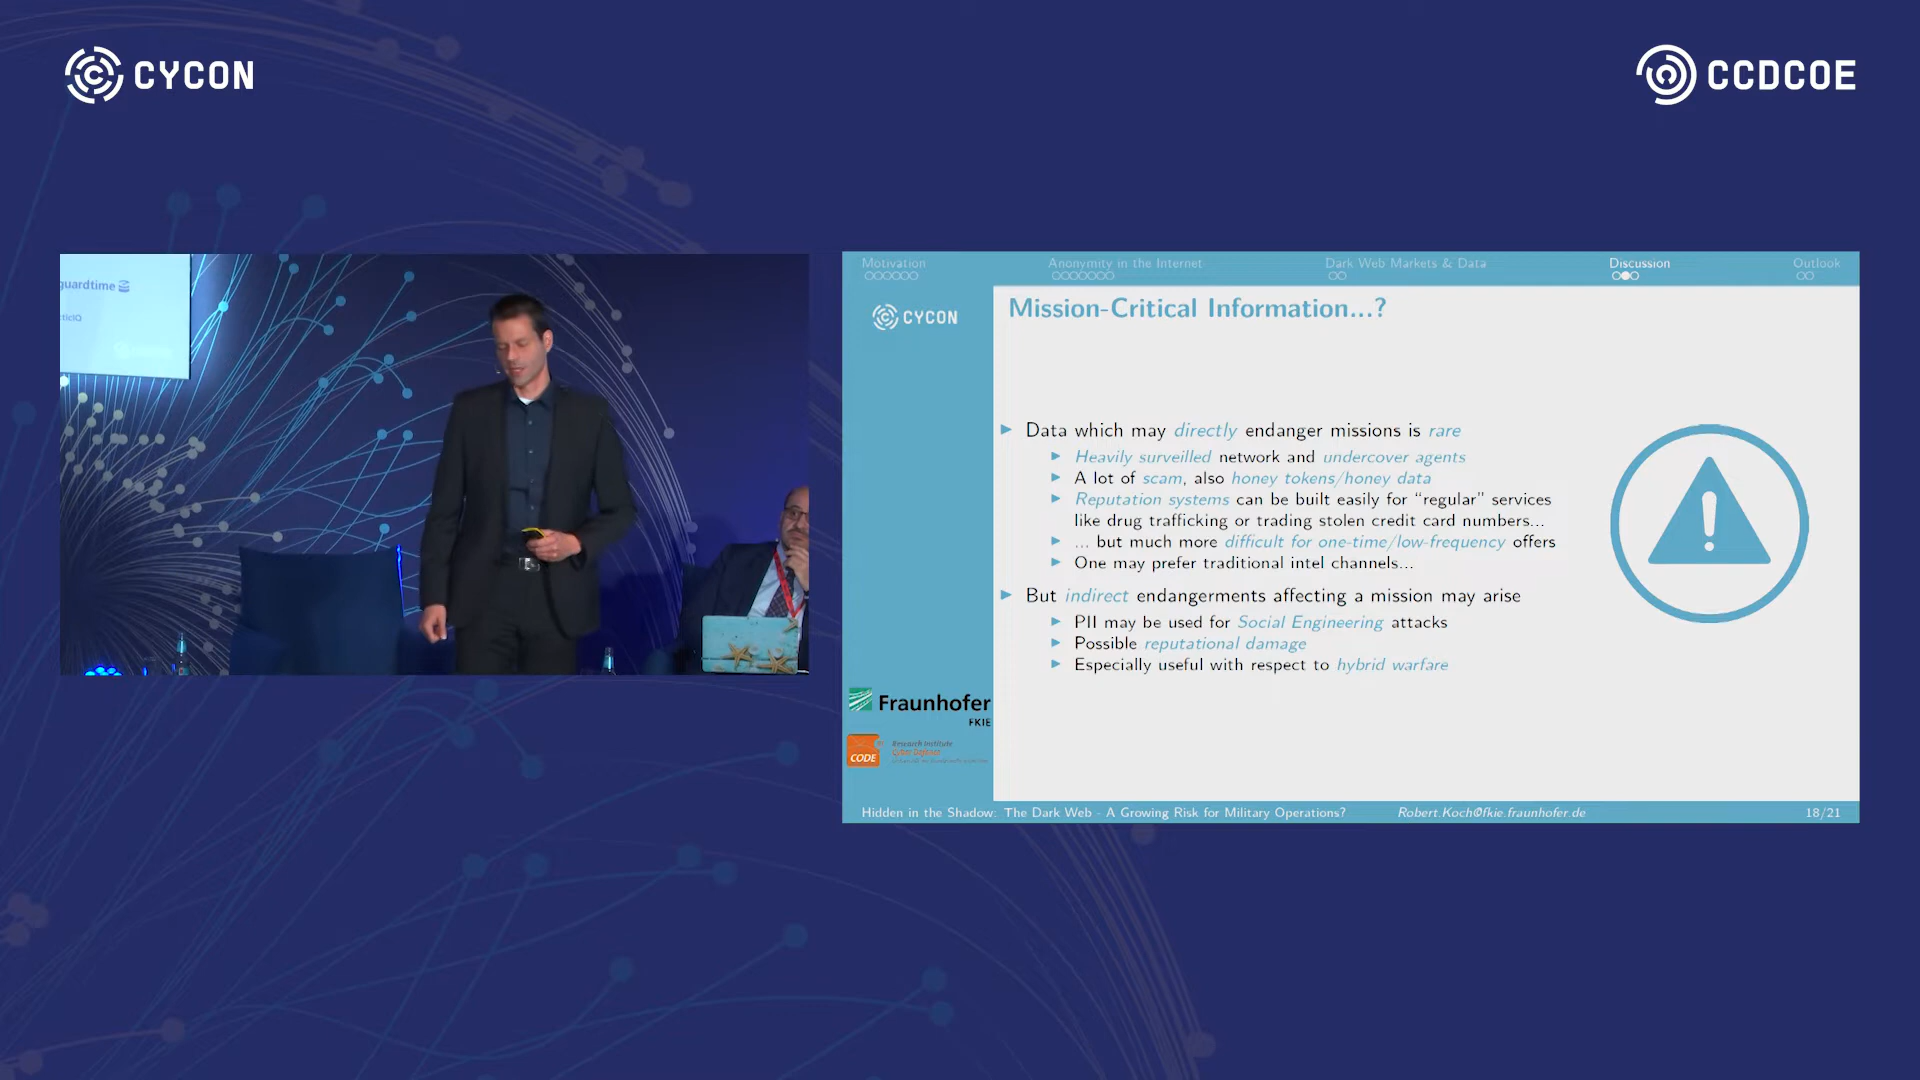 CYCON
CCDCOE
guardtime
Motivation
Anonymity in the Internet
Dark Web Markets & Data
Discussion
Outlook
CYCON
Mission-Critical Information...?
Data which may directly endanger missions is rare
Heavily surveilled network and undercover agents
A lot of scam, also honey tokens/honey data
Reputation systems can be built easily for “regular” services
like drug trafficking or trading stolen credit card numbers...
... but much more difficult for one-time/low-frequency offers
One may prefer traditional intel channels...
But indirect endangerments affecting a mission may arise
PII may be used for Social Engineering attacks
Possible reputational damage
Especially useful with respect to hybrid warfare
Fraunhofer
FKIE
CODE
Research Institute
Hidden in the Shadow: The Dark Web - A Growing Risk for Military Operations?
Robert.Koch@fkie.fraunhofer.de
18/21